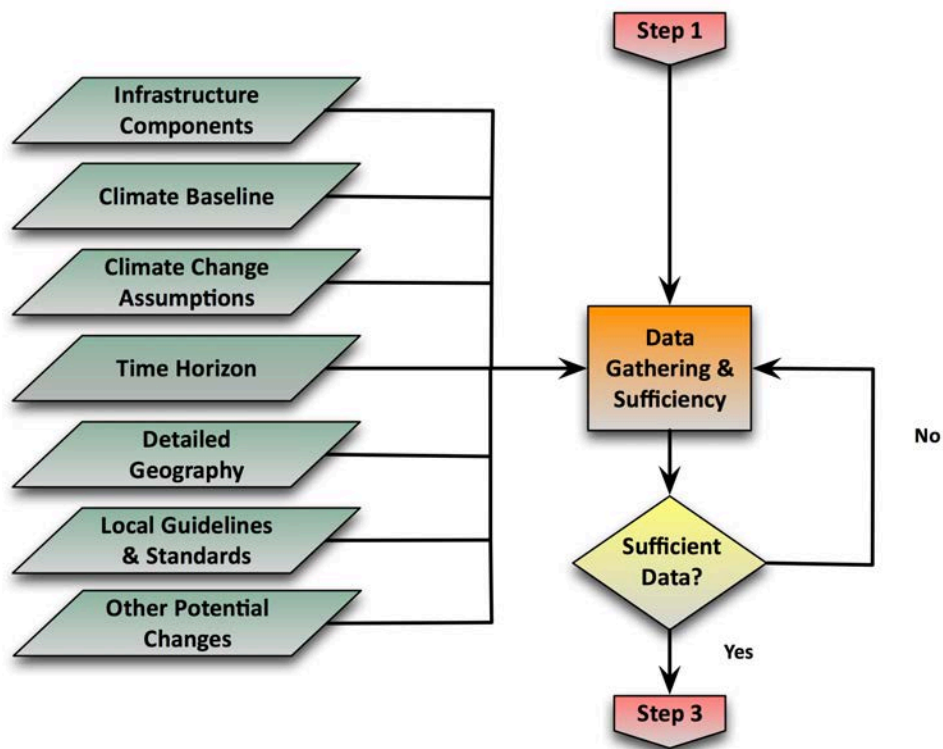 Step 1
Infrastructure
Components
Climate Baseline
Climate Change
Assumptions
Time Horizon
Detailed
Geography
Local Guidelines
& Standards
Other Potential
Changes
Data
Gathering &
Sufficiency
No
Sufficient
Data?
Yes
Step 3